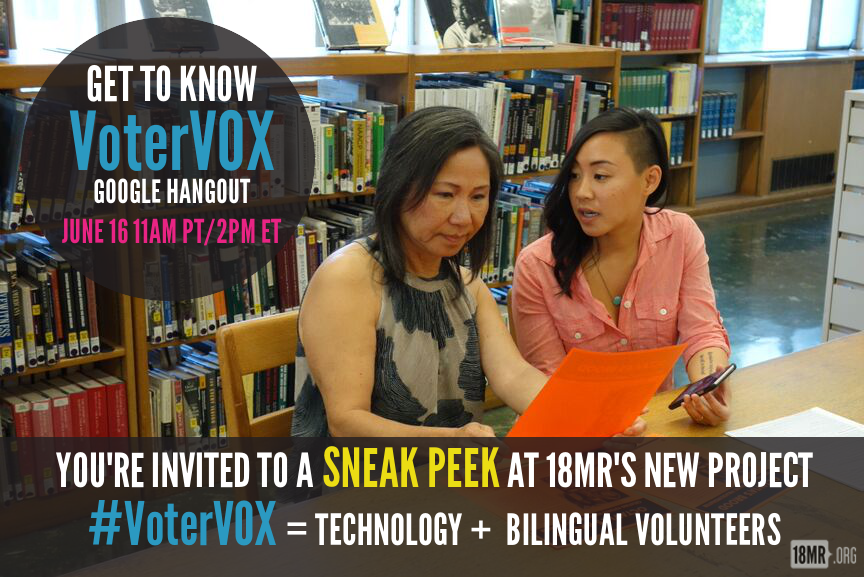 GET TO KNOW
VoterVOX
GOOGLE HANGOUT
JUNE 16 11AM PT/2PM ET
NAACP
YOU'RE INVITED TO A SNEAK PEEK AT 18MR'S NEW PROJECT
#VoterVOX = TECHNOLOGY + BILINGUAL VOLUNTEERS
18MR.ORG